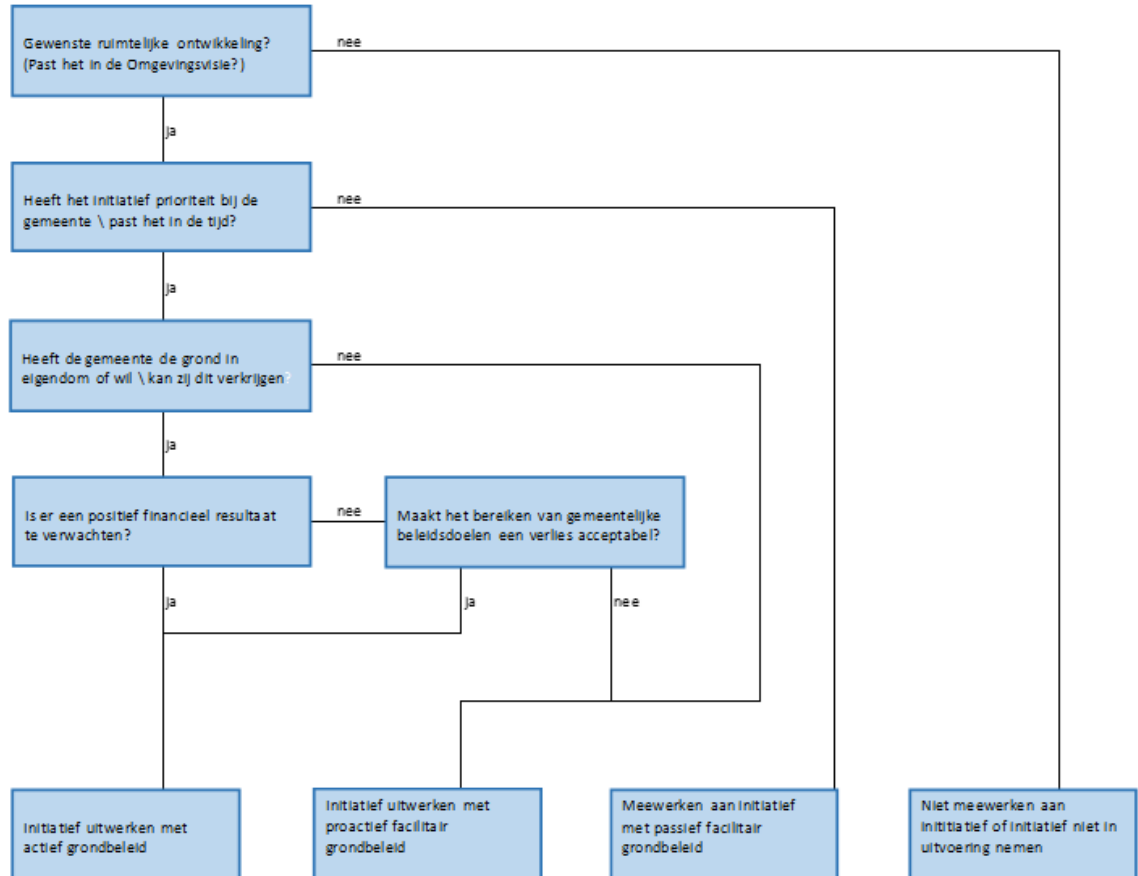 Gewenste ruimtelijke ontwikkeling?
(Past het in de Omgevingsvisie?)
nee
ja
Heeft het initiatief prioriteit bij de
gemeente \ past het in de tijd?
nee
ja
Heeft de gemeente de grond in
eigendom of wil \ kan zij dit verkrijgen?
nee
ja
Is er een positief financieel resultaat
te verwachten?
nee
Maakt het bereiken van gemeentelijke
beleidsdoelen een verlies acceptabel?
ja
ja
nee
Initiatief uitwerken met
actief grondbeleid
Initiatief uitwerken met
proactief facilitair
grondbeleid
Meewerken aan initiatief
met passief facilitair
grondbeleid
Niet meewerken aan
inititiatief of initiatief niet in
uitvoering nemen